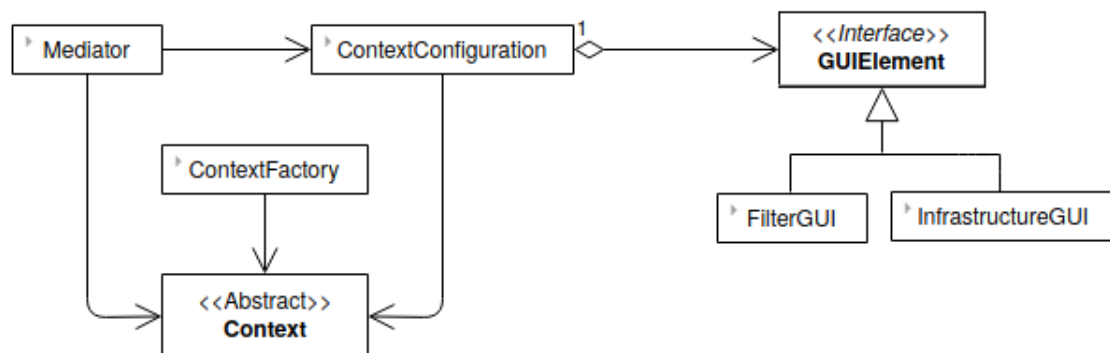 1
Mediator
ContextConfiguration
<<Interface>>
GUIElement
ContextFactory
FilterGUI
InfrastructureGUI
<<Abstract>>
Context